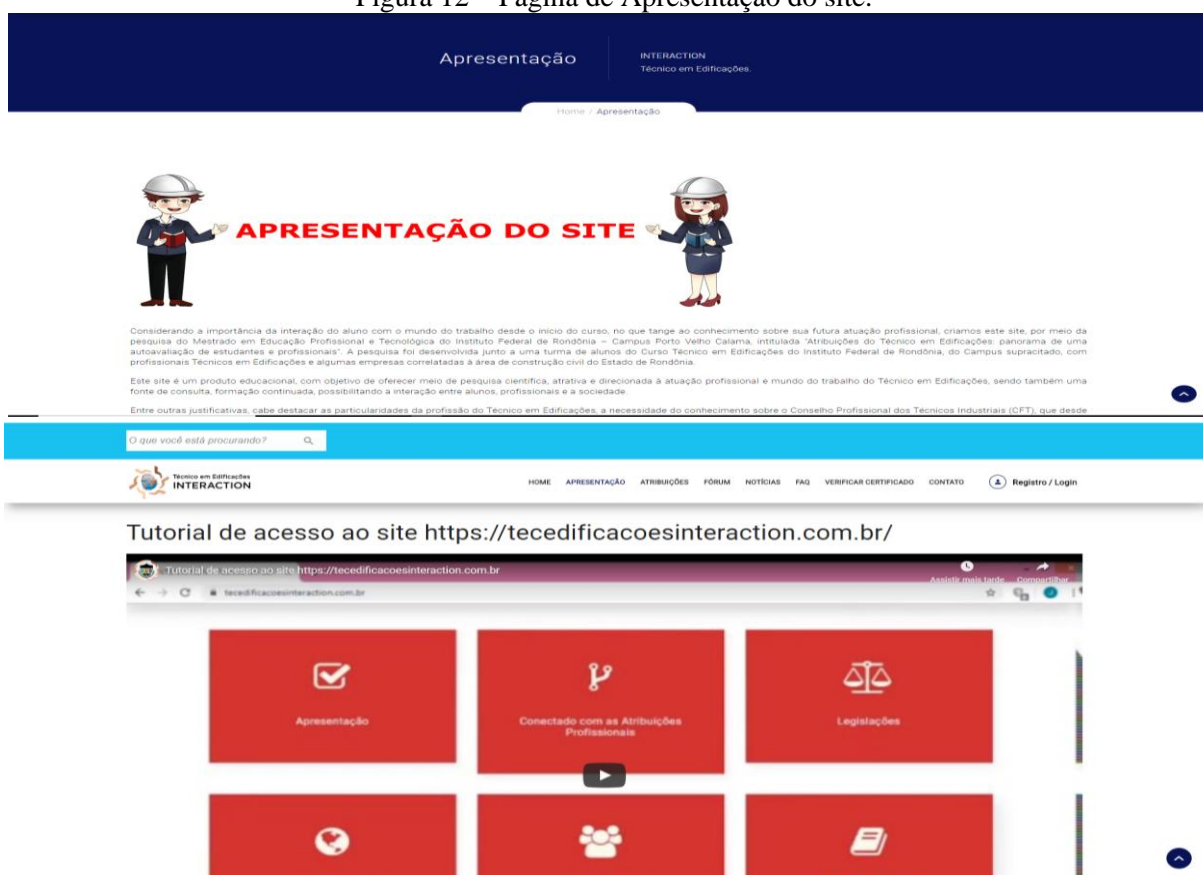 Figura 12 – Página de Apresentação do site.
Apresentação
INTERACTION
Técnico em Edificações.
Home / Apresentação
APRESENTAÇÃO DO SITE
Considerando a importância da interação do aluno com o mundo do trabalho desde o início do curso, no que tange ao conhecimento sobre sua futura atuação profissional, criamos este site, por meio da
pesquisa do Mestrado em Educação Profissional e Tecnológica do Instituto Federal de Rondônia – Campus Porto Velho Calama, intitulada "Atribuições do Técnico em Edificações: panorama de uma
autoavaliação de estudantes e profissionais". A pesquisa foi desenvolvida junto a uma turma de alunos do Curso Técnico em Edificações do Instituto Federal de Rondônia, do Campus supracitado, com
profissionais Técnicos em Edificações e algumas empresas correlatadas à área de construção civil do Estado de Rondônia.
Este site é um produto educacional, com objetivo de oferecer meio de pesquisa científica, atrativa e direcionada à atuação profissional e mundo do trabalho do Técnico em Edificações, sendo também uma
fonte de consulta, formação continuada, possibilitando a interação entre alunos, profissionais e a sociedade.
Entre outras justificativas, cabe destacar as particularidades da profissão do Técnico em Edificações, a necessidade do conhecimento sobre o Conselho Profissional dos Técnicos Industriais (CFT), que desde
O que você está procurando?
Técnico em Edificações
INTERACTION
HOME APRESENTAÇÃO ATRIBUIÇÕES FÓRUM NOTÍCIAS FAQ VERIFICAR CERTIFICADO CONTATO Registro / Login
Tutorial de acesso ao site https://tecedificacoesinteraction.com.br/
Tutorial de acesso ao site https://tecedificacoesinteraction.com.br
Assistir mais tarde Compartilhar
tecedificacoesinteraction.com.br
Apresentação
Conectado com as Atribuições
Profissionais
Legislações